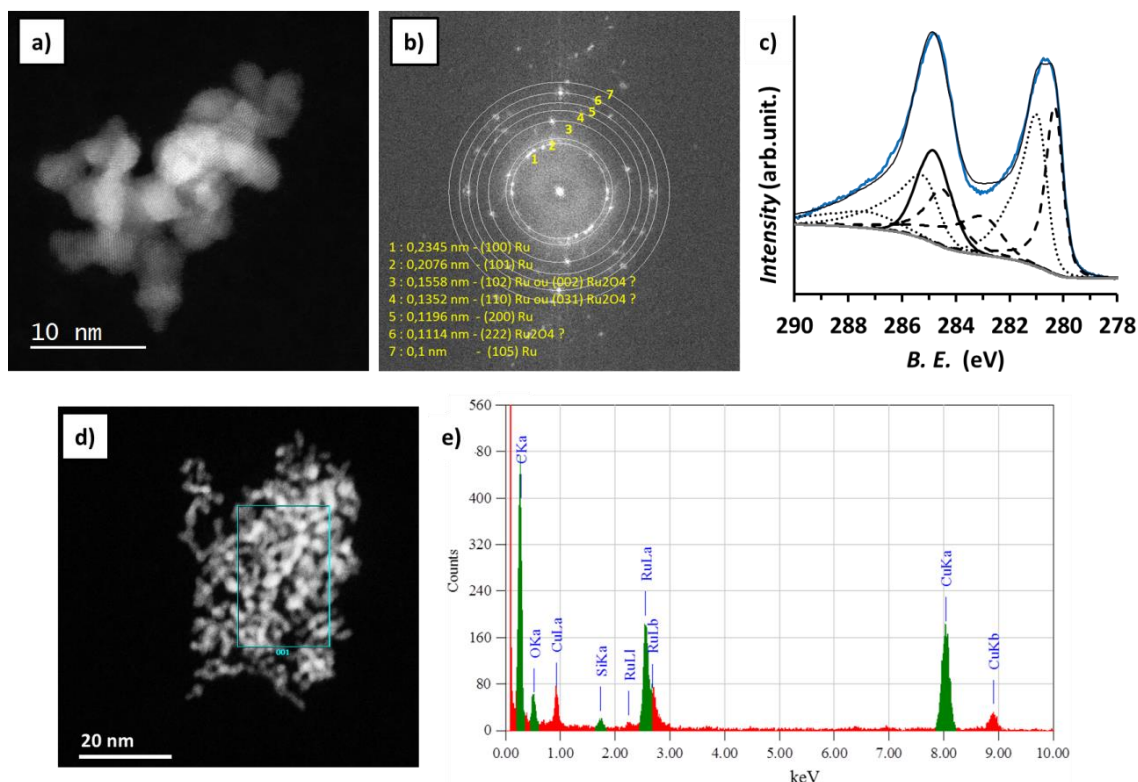 a)
10 nm
b)
1
2
3
4
5
6
7
1 : 0,2345 nm - (100) Ru
2 : 0,2076 nm - (101) Ru
3 : 0,1558 nm - (102) Ru ou (002) Ru2O4 ?
4 : 0,1352 nm - (110) Ru ou (031) Ru2O4 ?
5 : 0,1196 nm - (200) Ru
6 : 0,1114 nm - (222) Ru2O4 ?
7 : 0,1 nm - (105) Ru
c)
Intensity (arb.unit.)
290 288 286 284 282 280 278
B. E. (eV)
d)
001
20 nm
e)
Counts
560
80
400
320
240
160
80
0
CKa
OKa
CuLa
SiKa
RuLl
RuLa
RuLb
CuKa
CuKb
0.00 1.00 2.00 3.00 4.00 5.00 6.00 7.00 8.00 9.00 10.00
keV